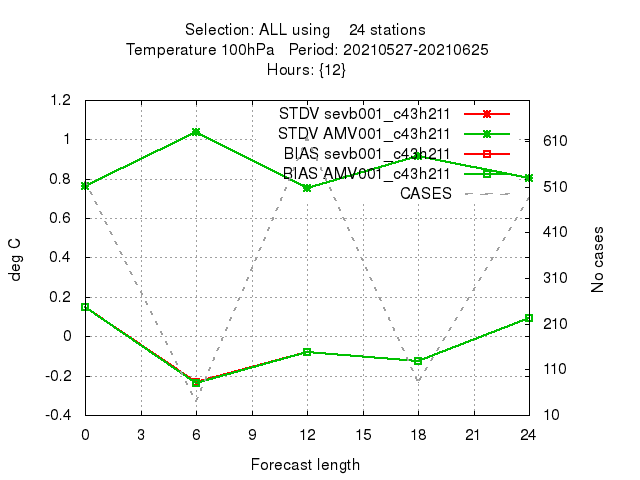 Selection: ALL using    24 stations
Temperature 100hPa   Period: 20210527-20210625
Hours: {12}
1.2
1
0.8
0.6
0.4
0.2
0
-0.2
-0.4
deg C
STDV sevb001_c43h211
STDV AMV001_c43h211
BIAS sevb001_c43h211
BIAS AMV001_c43h211
CASES
610
510
410
310
210
110
10
No cases
0 3 6 9 12 15 18 21 24
Forecast length